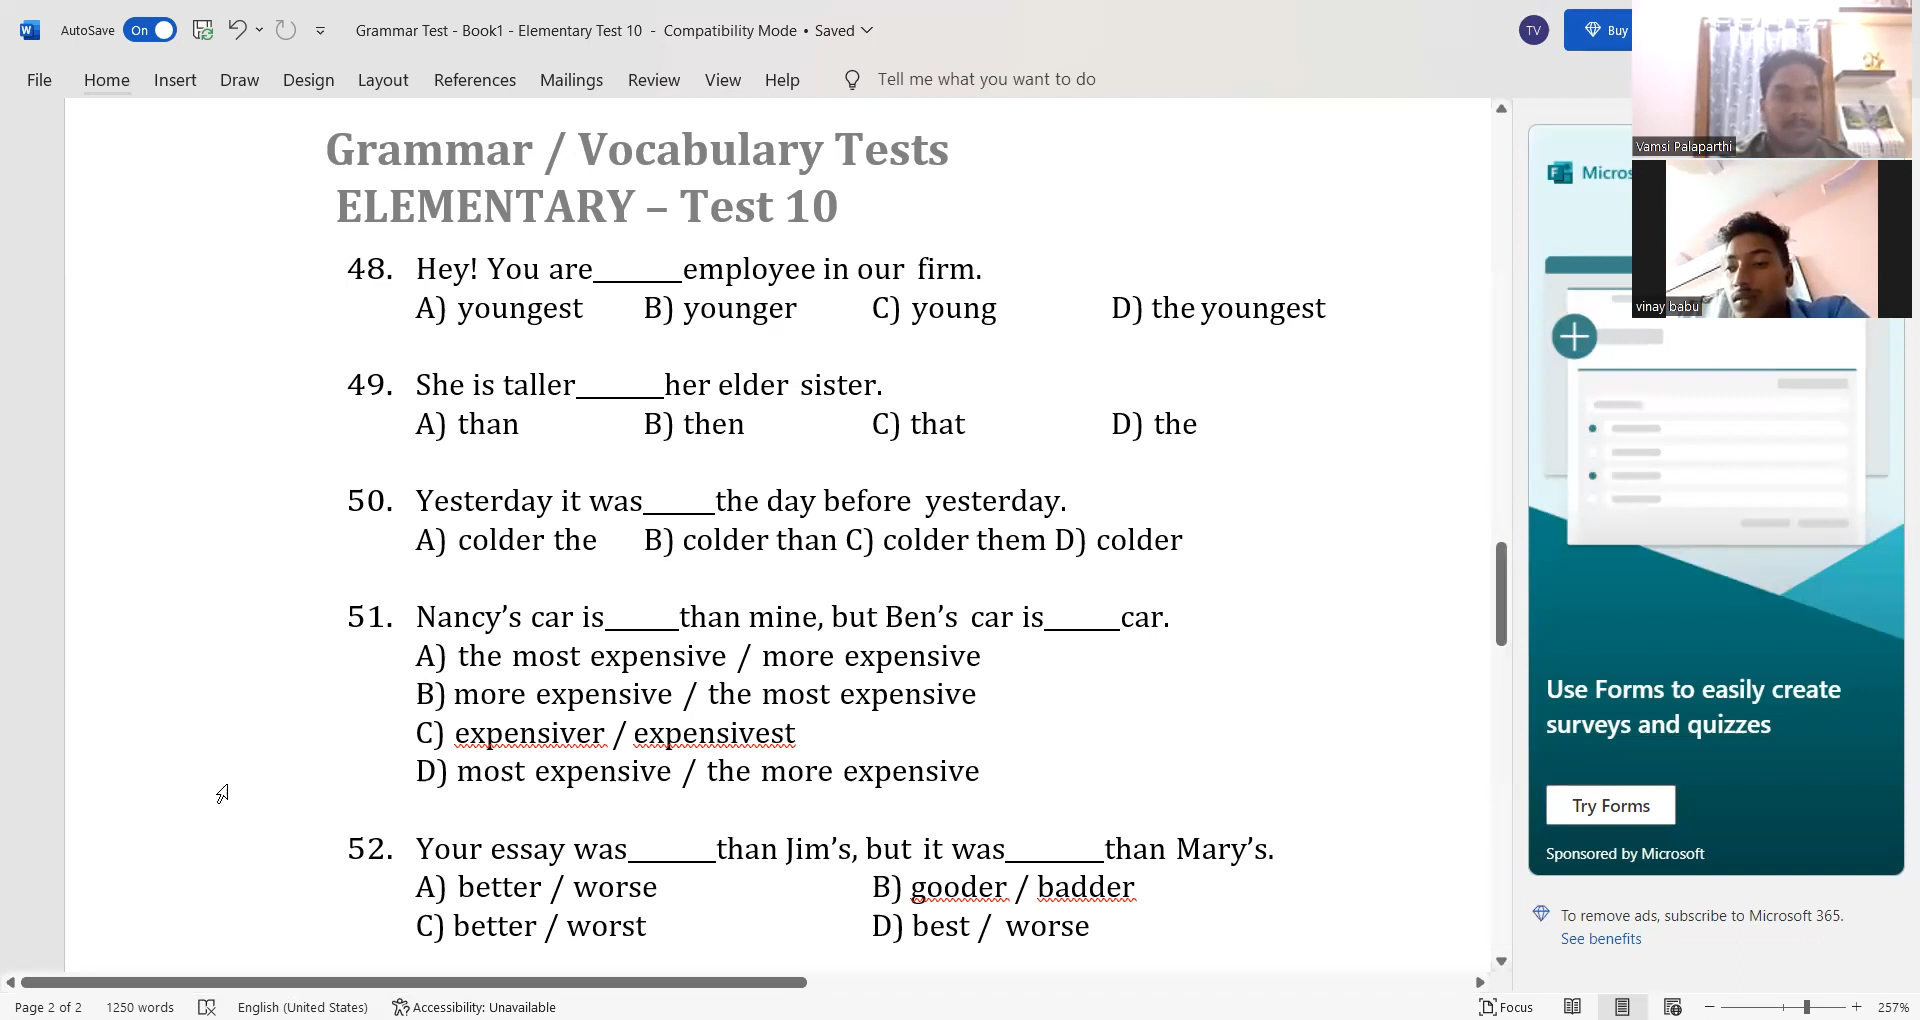 AutoSave On Grammar Test - Book1 - Elementary Test 10 - Compatibility Mode • Saved TV Buy
File Home Insert Draw Design Layout References Mailings Review View Help Tell me what you want to do
Vamsi Palaparthi
vinay babu
Grammar / Vocabulary Tests
ELEMENTARY – Test 10
48. Hey! You are_______employee in our firm.
A) youngest B) younger C) young D) the youngest
49. She is taller_______her elder sister.
A) than B) then C) that D) the
50. Yesterday it was______the day before yesterday.
A) colder the B) colder than C) colder them D) colder
51. Nancy’s car is______than mine, but Ben’s car is______car.
A) the most expensive / more expensive
B) more expensive / the most expensive
C) expensiver / expensivest
D) most expensive / the more expensive
52. Your essay was_______than Jim’s, but it was________than Mary’s.
A) better / worse B) gooder / badder
C) better / worst D) best / worse
Use Forms to easily create
surveys and quizzes
Try Forms
Sponsored by Microsoft
To remove ads, subscribe to Microsoft 365.
See benefits
Page 2 of 2 1250 words English (United States) Accessibility: Unavailable Focus 257%